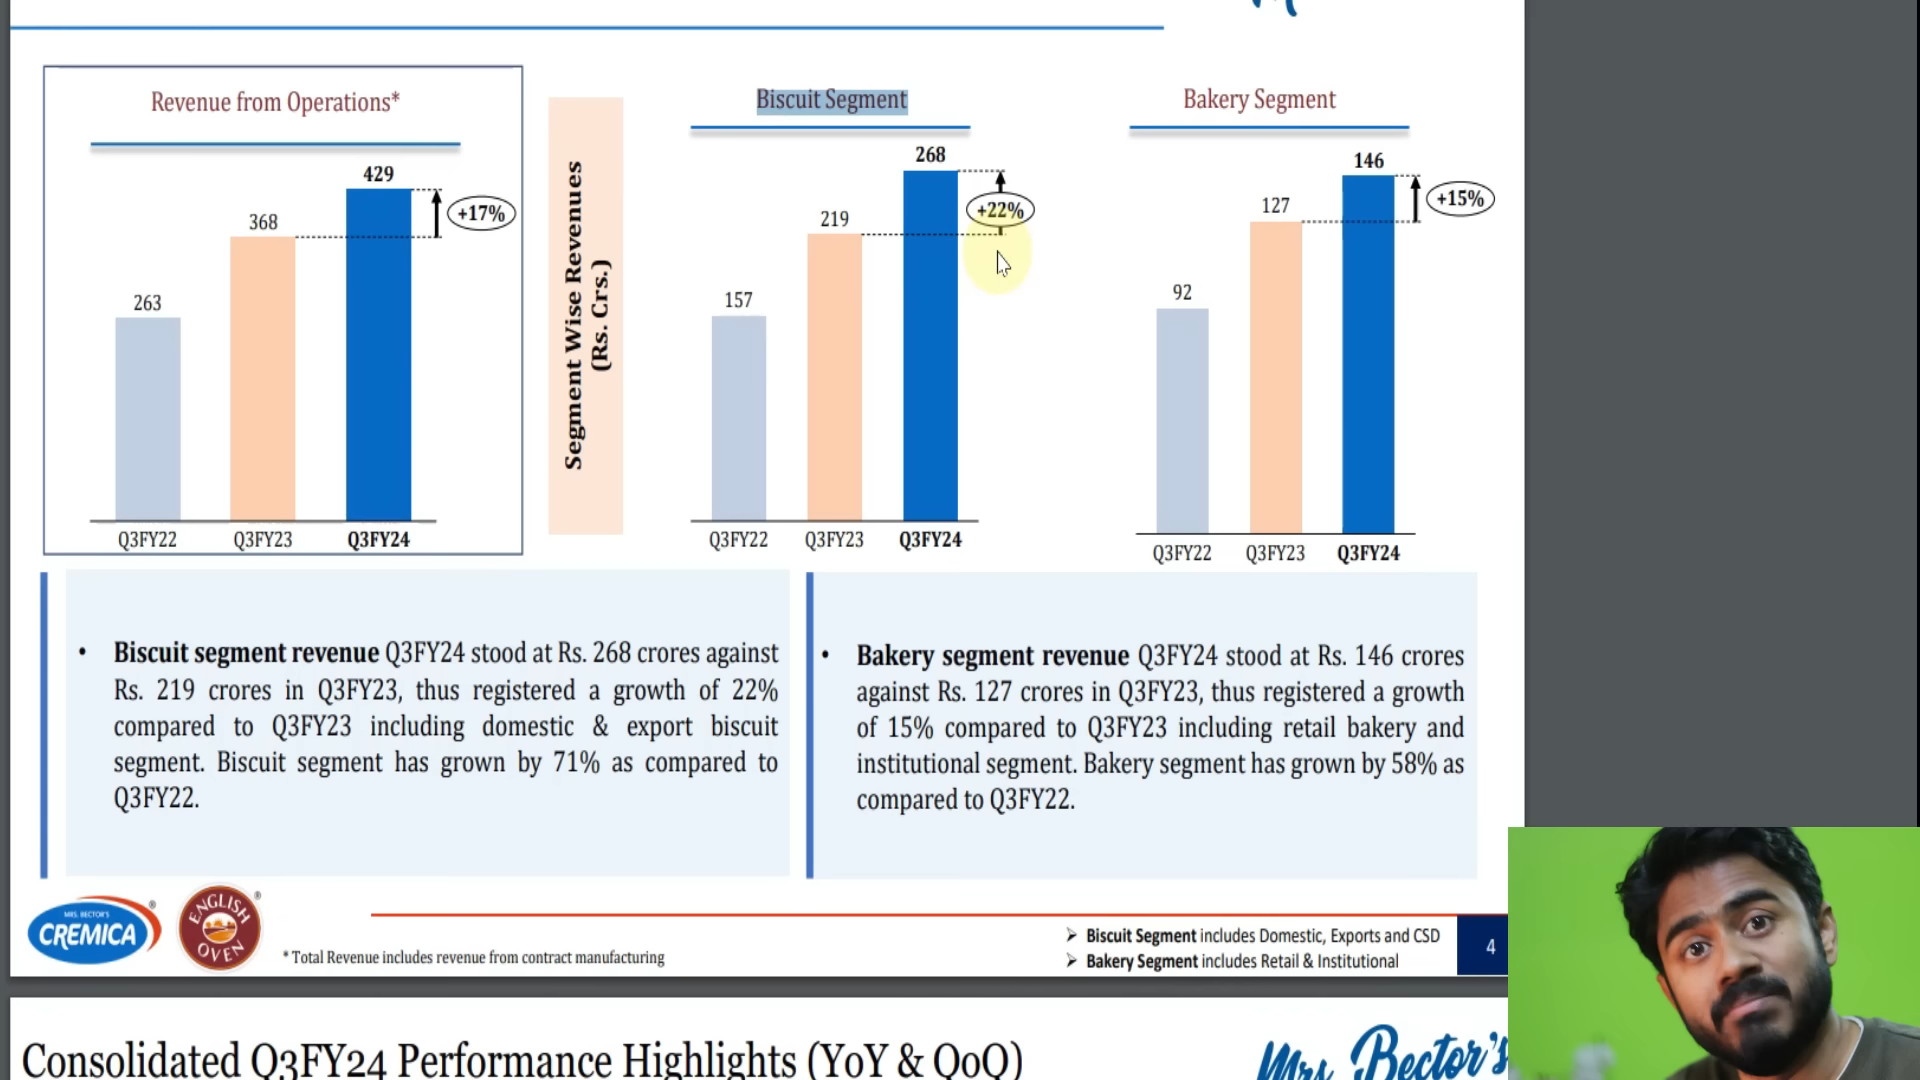 Revenue from Operations*
429
368
263
+17%
Q3FY22
Q3FY23
Q3FY24
Segment Wise Revenues
(Rs. Crs.)
Biscuit Segment
268
219
157
+22%
Q3FY22
Q3FY23
Q3FY24
Bakery Segment
146
127
92
+15%
Q3FY22
Q3FY23
Q3FY24
• Biscuit segment revenue Q3FY24 stood at Rs. 268 crores against
Rs. 219 crores in Q3FY23, thus registered a growth of 22%
compared to Q3FY23 including domestic & export biscuit
segment. Biscuit segment has grown by 71% as compared to
Q3FY22.
• Bakery segment revenue Q3FY24 stood at Rs. 146 crores
against Rs. 127 crores in Q3FY23, thus registered a growth
of 15% compared to Q3FY23 including retail bakery and
institutional segment. Bakery segment has grown by 58% as
compared to Q3FY22.
MRS. BECTOR'S
CREMICA
®
ENGLISH
OVEN
®
* Total Revenue includes revenue from contract manufacturing
➢ Biscuit Segment includes Domestic, Exports and CSD
➢ Bakery Segment includes Retail & Institutional
4
Consolidated Q3FY24 Performance Highlights (YoY & QoQ)
Mrs. Bector's